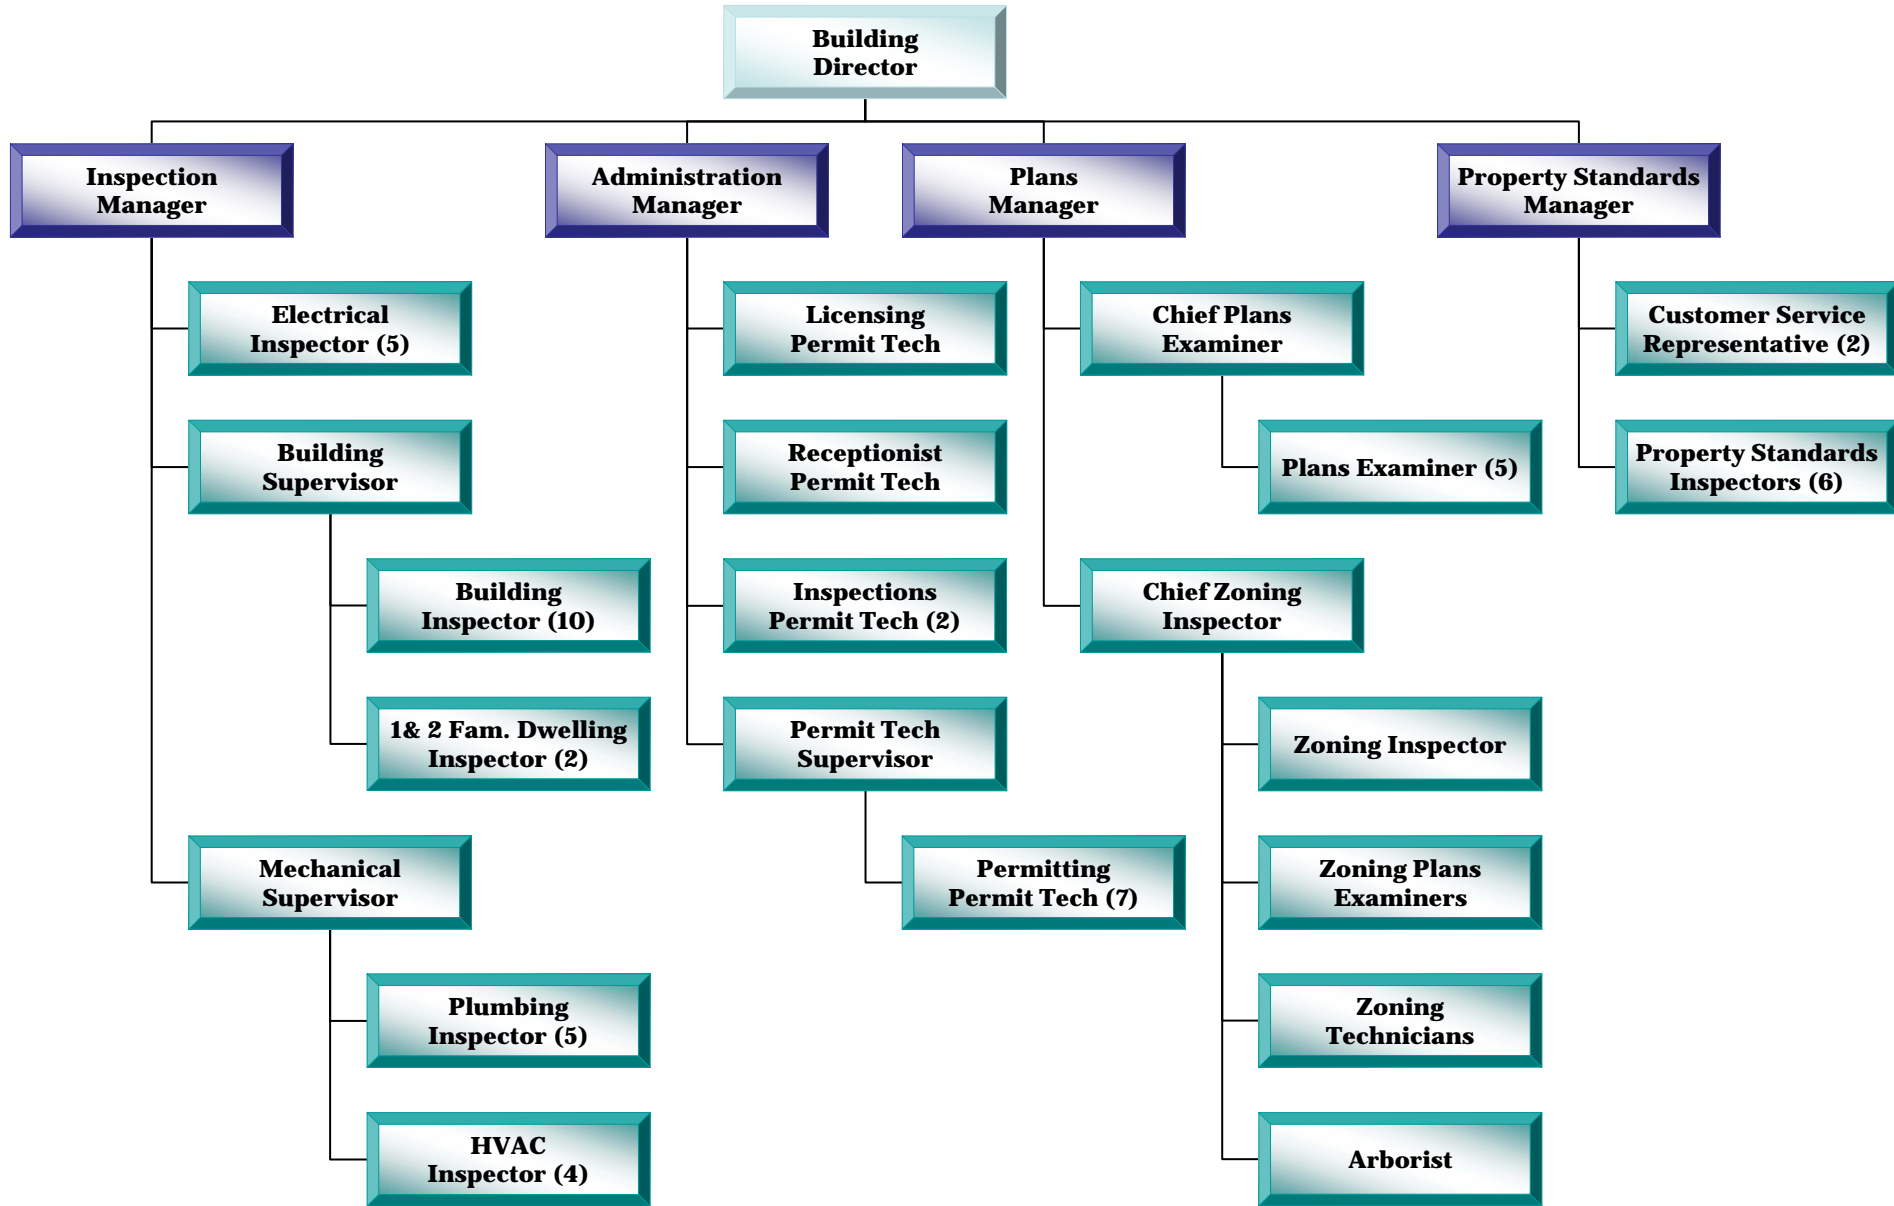 Building
Director
Inspection
Manager
Administration
Manager
Plans
Manager
Property Standards
Manager
Electrical
Inspector (5)
Licensing
Permit Tech
Chief Plans
Examiner
Customer Service
Representative (2)
Building
Supervisor
Receptionist
Permit Tech
Plans Examiner (5)
Property Standards
Inspectors (6)
Building
Inspector (10)
Inspections
Permit Tech (2)
Chief Zoning
Inspector
1& 2 Fam. Dwelling
Inspector (2)
Permit Tech
Supervisor
Zoning Inspector
Mechanical
Supervisor
Permitting
Permit Tech (7)
Zoning Plans
Examiners
Plumbing
Inspector (5)
Zoning
Technicians
HVAC
Inspector (4)
Arborist